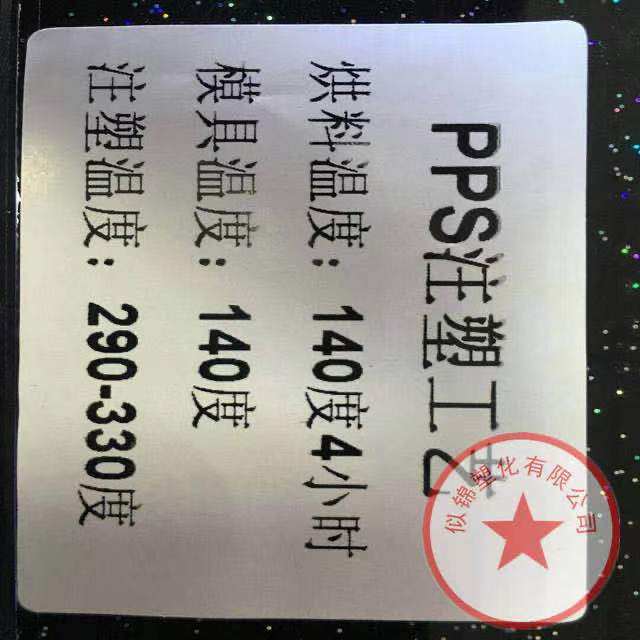 PPS注塑工艺
烘料温度：140度4小时
模具温度：140度
注塑温度：290-330度
似锦塑化有限公司